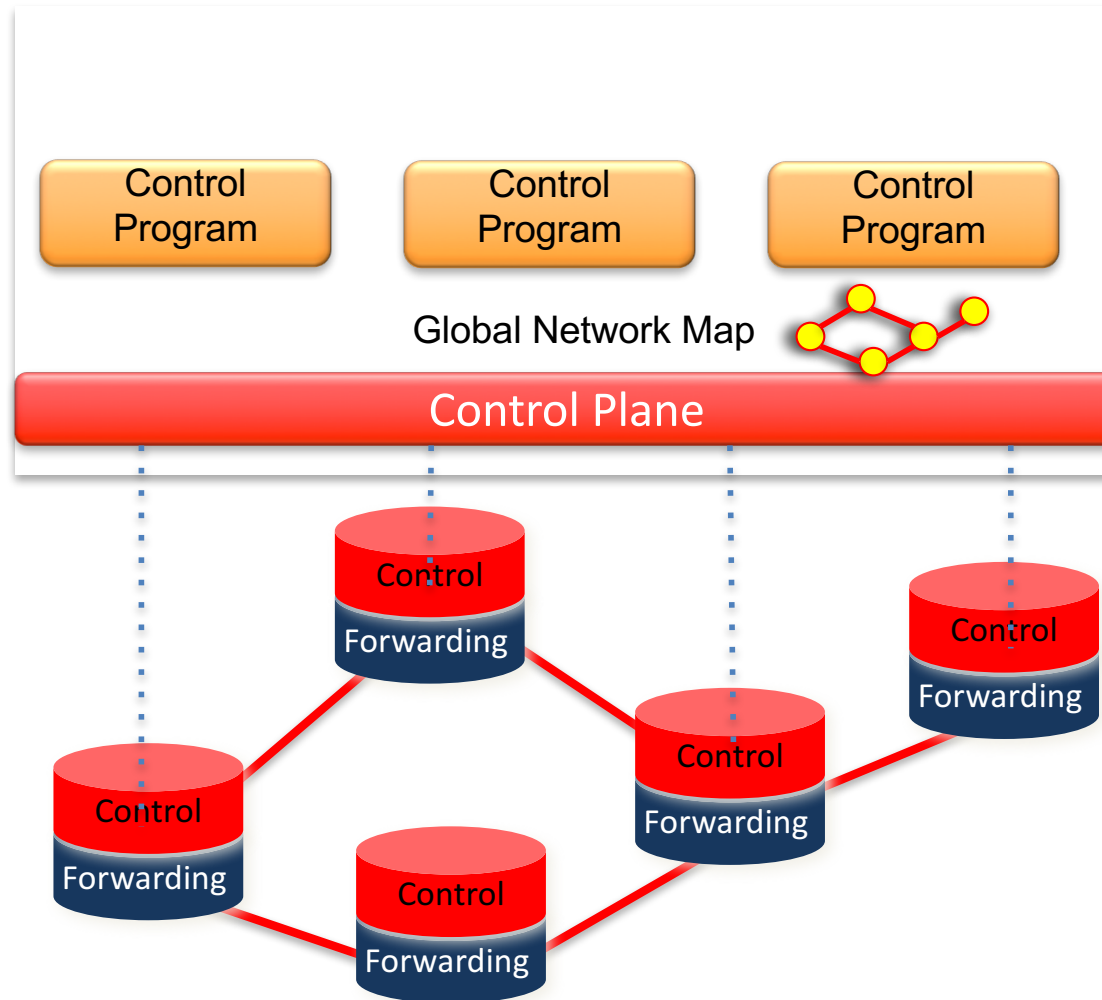 Control
Program
Control
Program
Control
Program
Global Network Map
Control Plane
Control
Forwarding
Control
Forwarding
Control
Forwarding
Control
Forwarding
Control
Forwarding